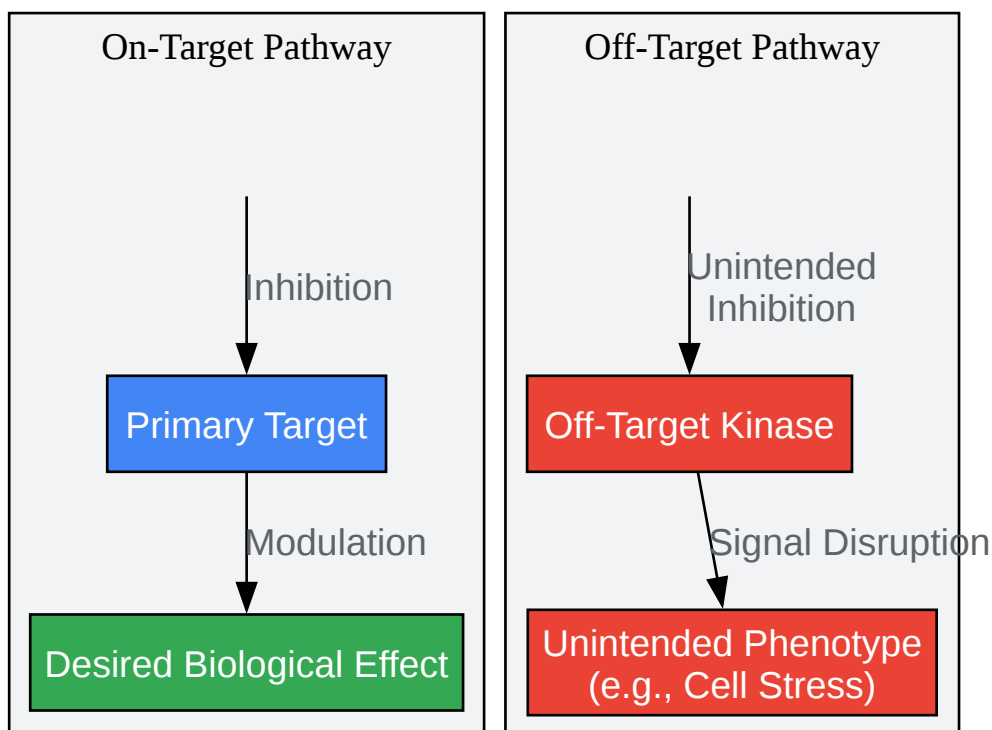 On-Target Pathway
Inhibition
Primary Target
Modulation
Desired Biological Effect
Off-Target Pathway
Unintended
Inhibition
Off-Target Kinase
Signal Disruption
Unintended Phenotype
(e.g., Cell Stress)